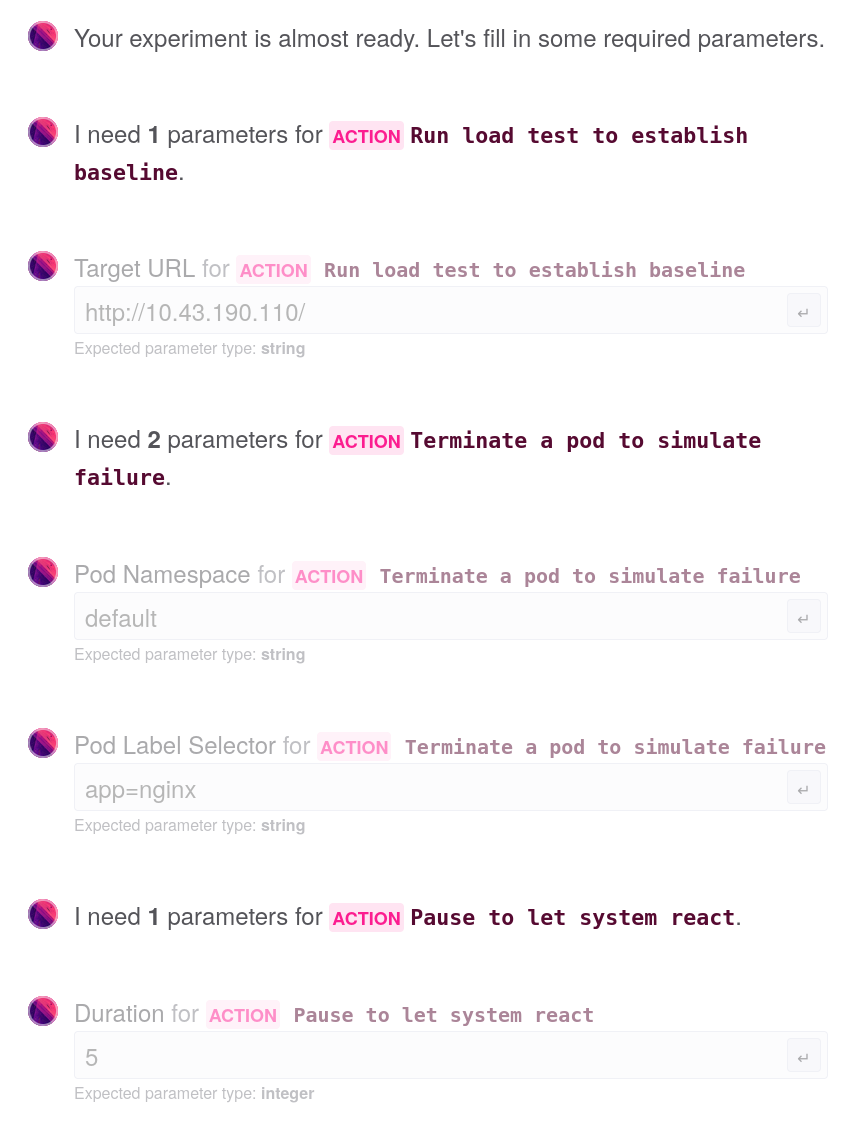 Your experiment is almost ready. Let's fill in some required parameters.
I need 1 parameters for ACTION Run load test to establish
baseline.
Target URL for ACTION Run load test to establish baseline
http://10.43.190.110/ ↵
Expected parameter type: string
I need 2 parameters for ACTION Terminate a pod to simulate
failure.
Pod Namespace for ACTION Terminate a pod to simulate failure
default ↵
Expected parameter type: string
Pod Label Selector for ACTION Terminate a pod to simulate failure
app=nginx ↵
Expected parameter type: string
I need 1 parameters for ACTION Pause to let system react.
Duration for ACTION Pause to let system react
5 ↵
Expected parameter type: integer